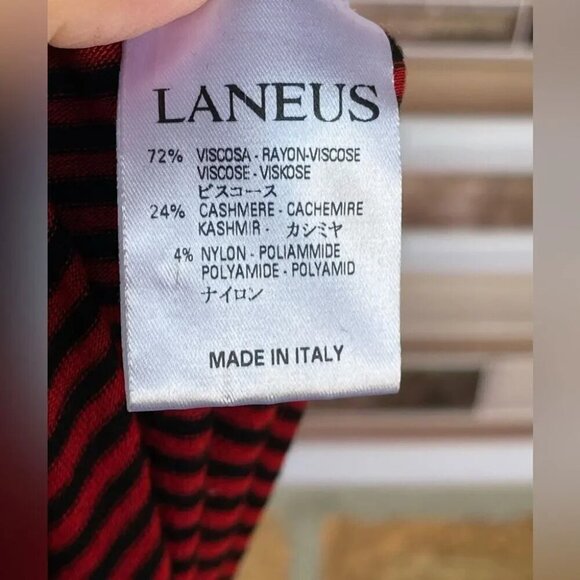 LANEUS
72% VISCOSA - RAYON-VISCOSE
VISCOSE - VISKOSE
ビスコース
24% CASHMERE - CACHEMIRE
KASHMIR - カシミヤ
4% NYLON - POLIAMMIDE
POLYAMIDE - POLYAMID
ナイロン
MADE IN ITALY